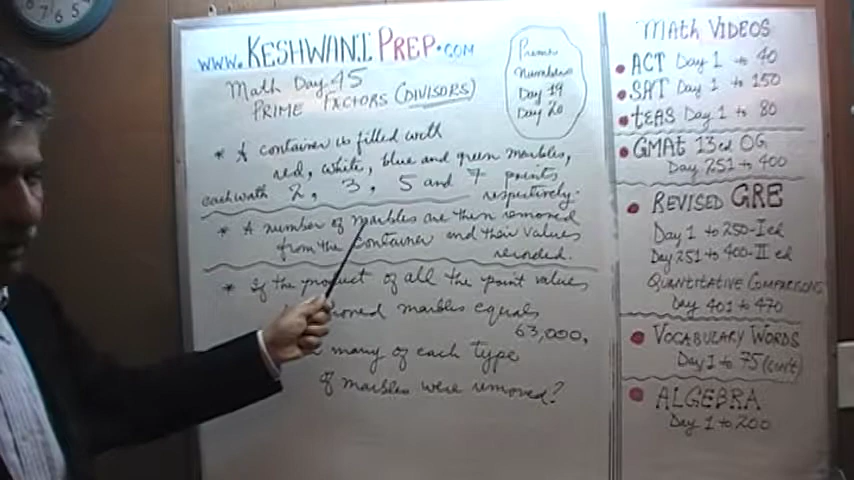 www.KESHWANIPREP.COM
Math Day 45
PRIME FACTORS (DIVISORS)
Prime
Numbers
Day 19
Day 20
* A container is filled with
red, white, blue and green marbles,
each with 2, 3, 5 and 7 points
respectively.
* A number of marbles are then removed
from the container and their values
recorded.
* If the product of all the point values
marbles equals
63,000,
many of each type
of marbles were removed?
Math VIDEOS
ACT Day 1 to 40
SAT Day 1 to 150
TEAS Day 1 to 80
GMAT 13ed OG
Day 251 to 400
REVISED GRE
Day 1 to 250-I ed
Day 251 to 400-II ed
QUANTITATIVE COMPARISONS
Day 401 to 470
VOCABULARY WORDS
Day 1 to 75 (con't)
ALGEBRA
Day 1 to 200
7
6
5